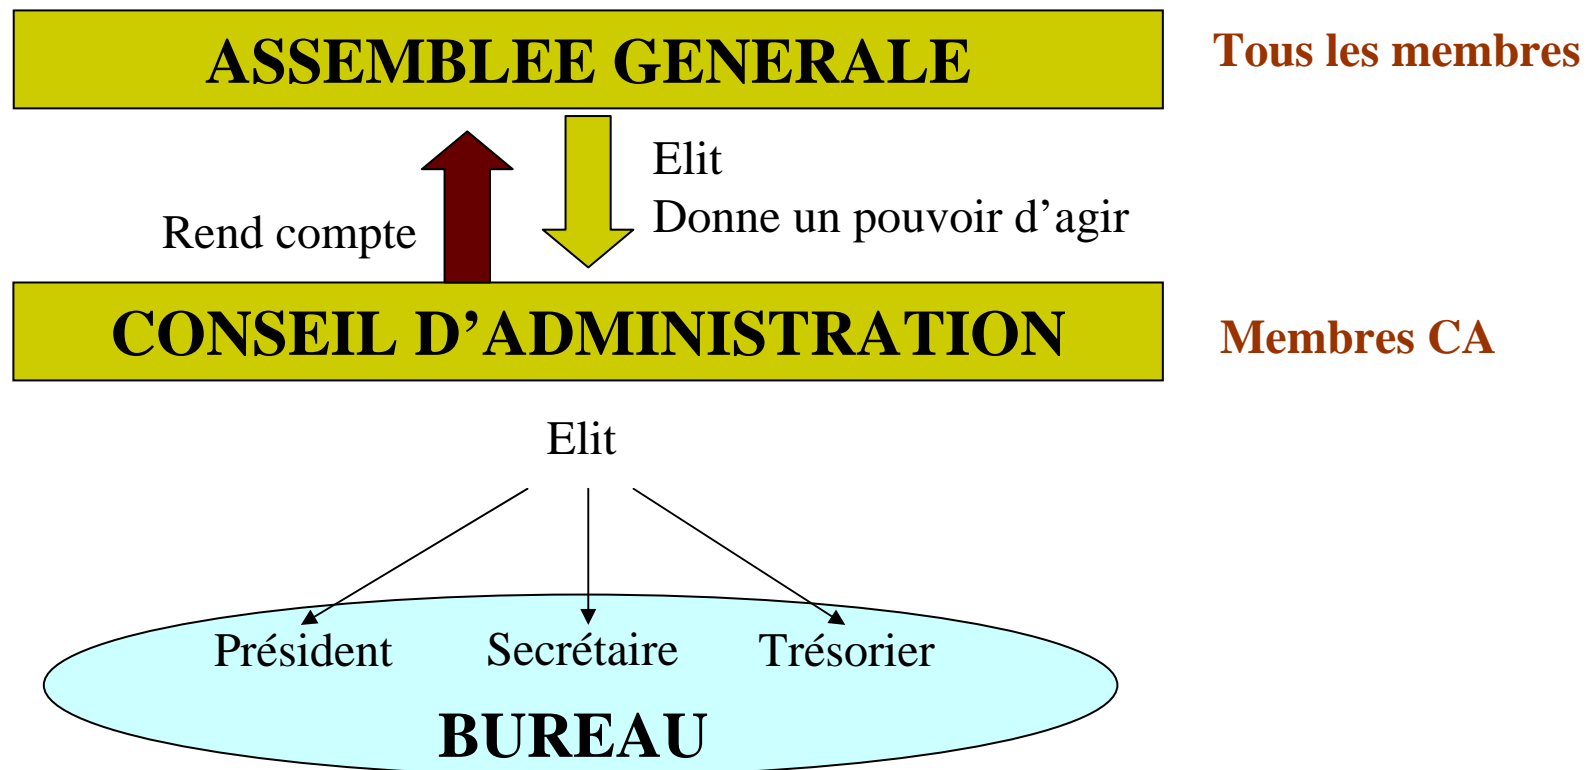 ASSEMBLEE GENERALE
Tous les membres
Elit
Donne un pouvoir d’agir
Rend compte
CONSEIL D’ADMINISTRATION
Membres CA
Elit
Président
Secrétaire
Trésorier
BUREAU